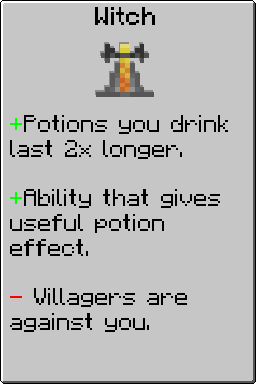 Witch
+Potions you drink
last 2x longer.
+Ability that gives
useful potion
effect.
- Villagers are
against you.